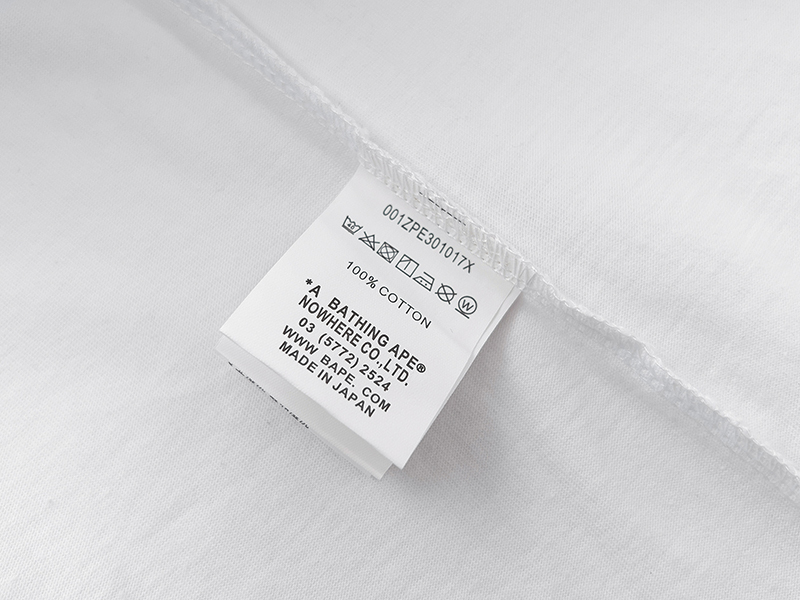 001ZPE301017X
100% COTTON
*A BATHING APE®
NOWHERE CO.,LTD.
03 (5772) 2524
WWW BAPE. COM
MADE IN JAPAN